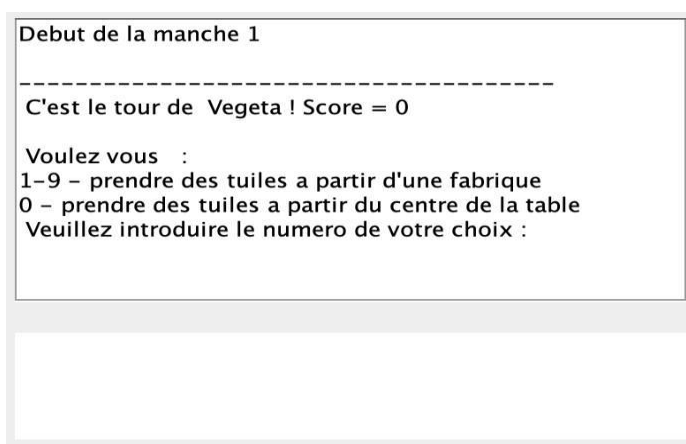 Debut de la manche 1
--------------------------------------
C'est le tour de  Vegeta ! Score = 0
Voulez vous   :
1-9 - prendre des tuiles a partir d'une fabrique
0 - prendre des tuiles a partir du centre de la table
Veuillez introduire le numero de votre choix :